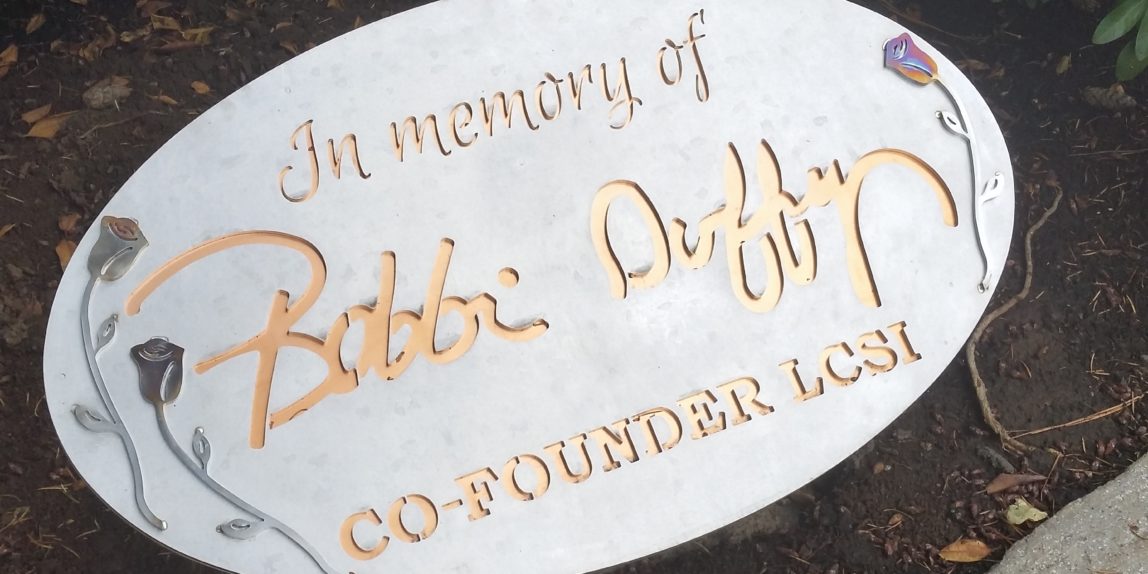 In memory of
Bobbi Duffy
CO-FOUNDER LCSI